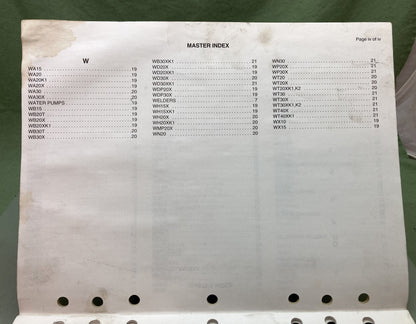 Page iv of iv
MASTER INDEX
W
WA15 19
WA20 19
WA20K1 19
WA20X 19
WA30 20
WA30X 20
WATER PUMPS 19
WB15 19
WB20T 19
WB20X 19
WB20XK1 19
WB30T 20
WB30X 20
WB30XK1 21
WD20X 19
WD20XK1 19
WD30X 20
WD30XK1 21
WDP20X 19
WDP30X 19
WELDERS 7
WH15X 19
WH15XK1 19
WH20X 20
WH20XK1 20
WMP20X 20
WN20 20
WN30 21
WP20X 21
WP30X 21
WT20 20
WT20X 20
WT20XK1,K2 20
WT30 21
WT30X 21
WT30XK1,K2 21
WT40X 21
WT40XK1 21
WX10 19
WX15 19